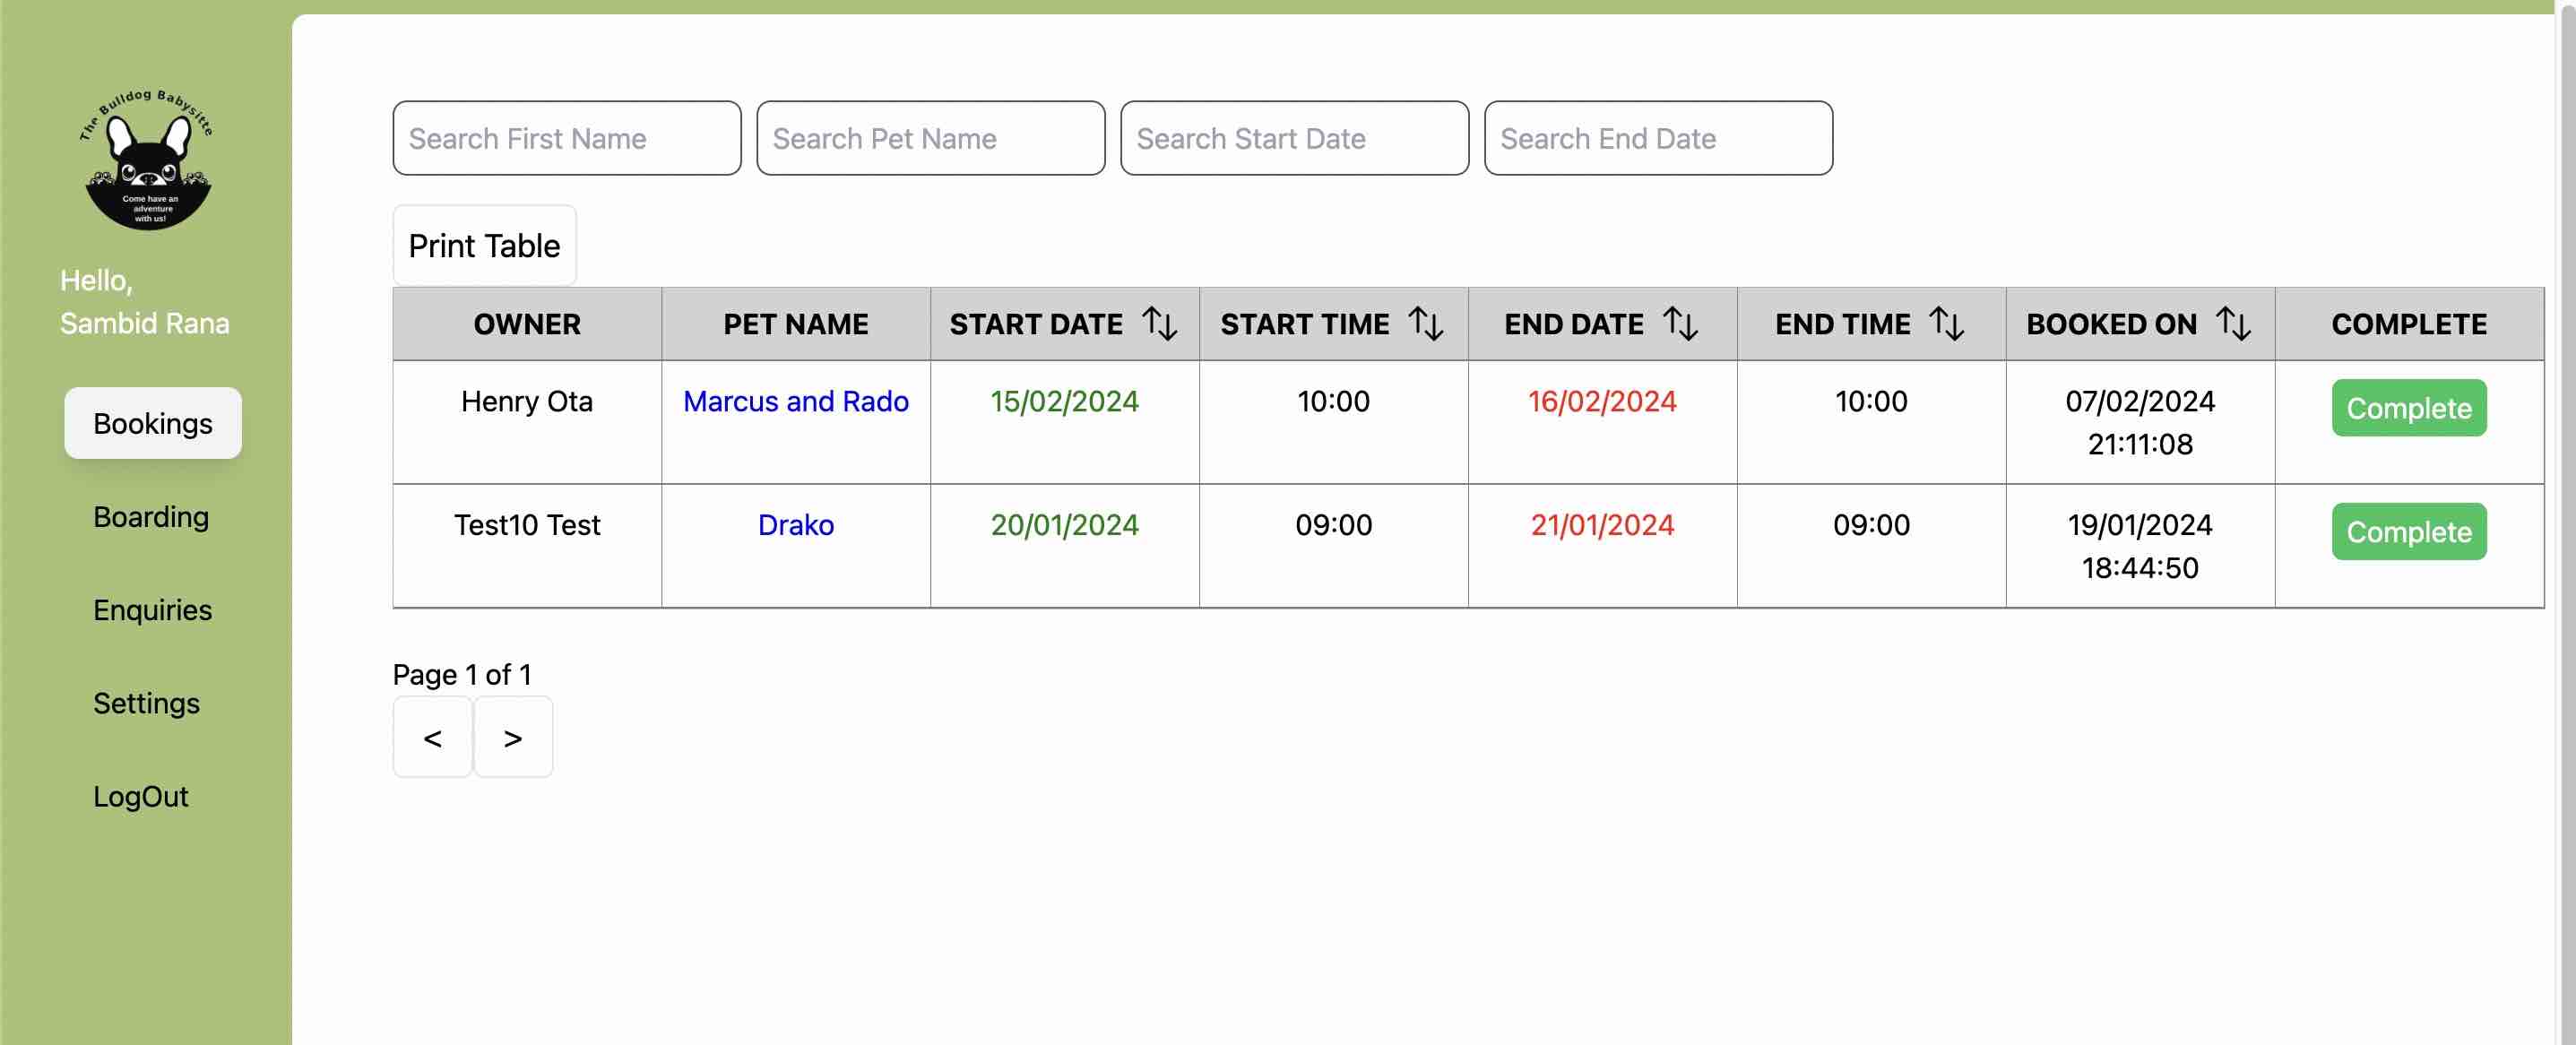 The Bulldog Babysitte
Come have an
adventure
with us!
Hello,
Sambid Rana
Bookings
Boarding
Enquiries
Settings
LogOut
Search First Name Search Pet Name Search Start Date Search End Date
Print Table
OWNER PET NAME START DATE START TIME END DATE END TIME BOOKED ON COMPLETE
Henry Ota Marcus and Rado 15/02/2024 10:00 16/02/2024 10:00 07/02/2024 Complete
21:11:08
Test10 Test Drako 20/01/2024 09:00 21/01/2024 09:00 19/01/2024 Complete
18:44:50
Page 1 of 1
< >